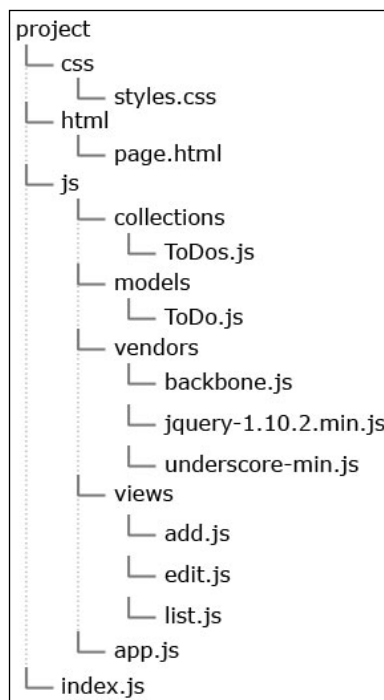 project
css
styles.css
html
page.html
js
collections
ToDos.js
models
ToDo.js
vendors
backbone.js
jquery-1.10.2.min.js
underscore-min.js
views
add.js
edit.js
list.js
app.js
index.js